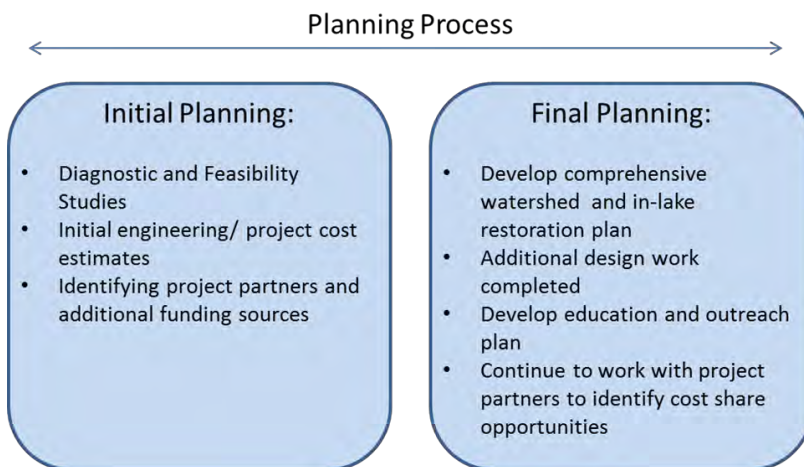 Planning Process
Initial Planning:
• Diagnostic and Feasibility
Studies
• Initial engineering/ project cost
estimates
• Identifying project partners and
additional funding sources
Final Planning:
• Develop comprehensive
watershed and in-lake
restoration plan
• Additional design work
completed
• Develop education and outreach
plan
• Continue to work with project
partners to identify cost share
opportunities